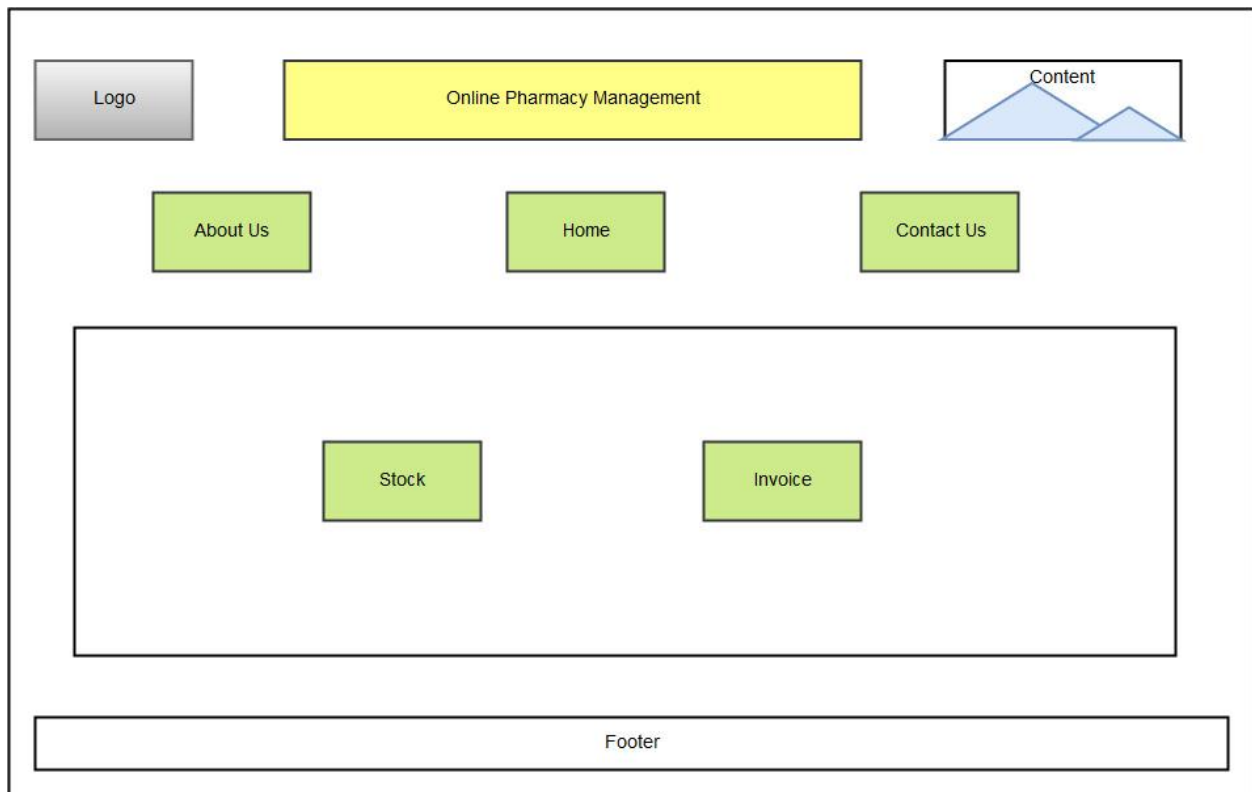 Logo
Online Pharmacy Management
Content
About Us
Home
Contact Us
Stock
Invoice
Footer